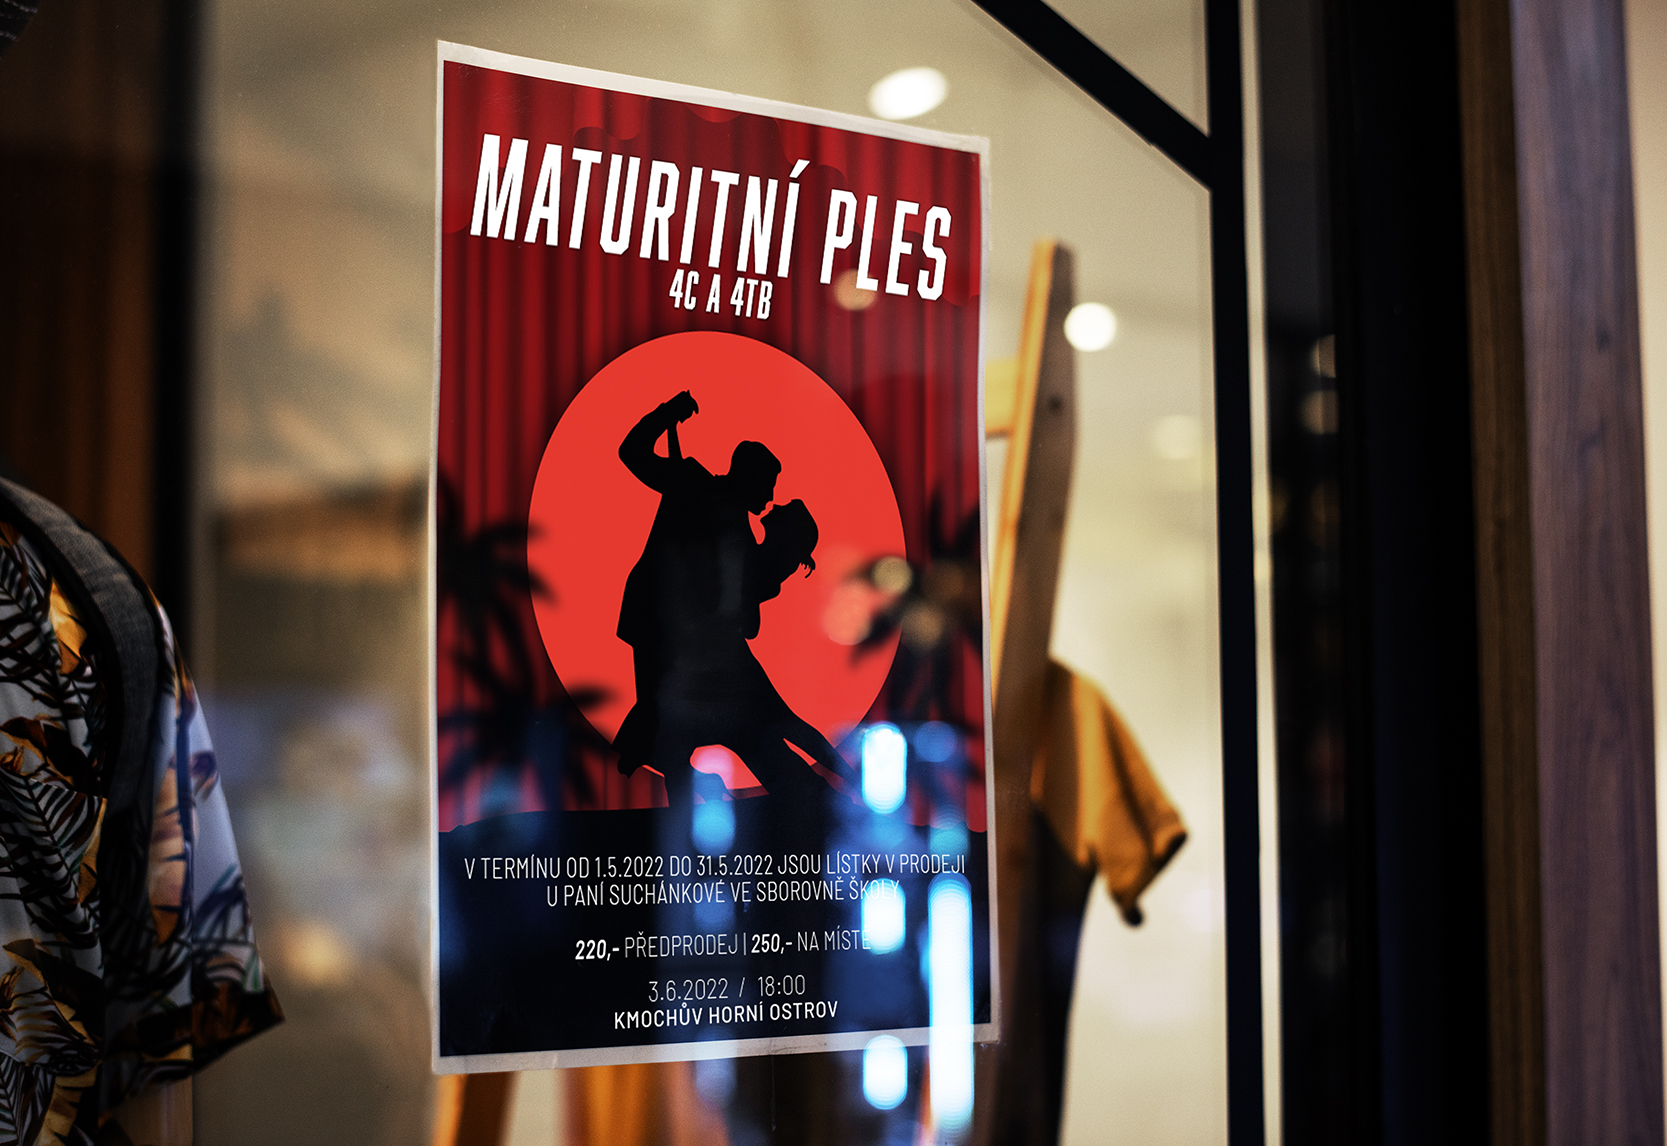 MATURITNÍ PLES
4C A 4TB
V TERMÍNU OD 1.5.2022 DO 31.5.2022 JSOU LÍSTKY V PRODEJI
U PANÍ SUCHÁNKOVÉ VE SBOROVNĚ ŠKOLY
220,- PŘEDPRODEJ | 250,- NA MÍSTĚ
3.6.2022 / 18:00
KMOCHŮV HORNÍ OSTROV